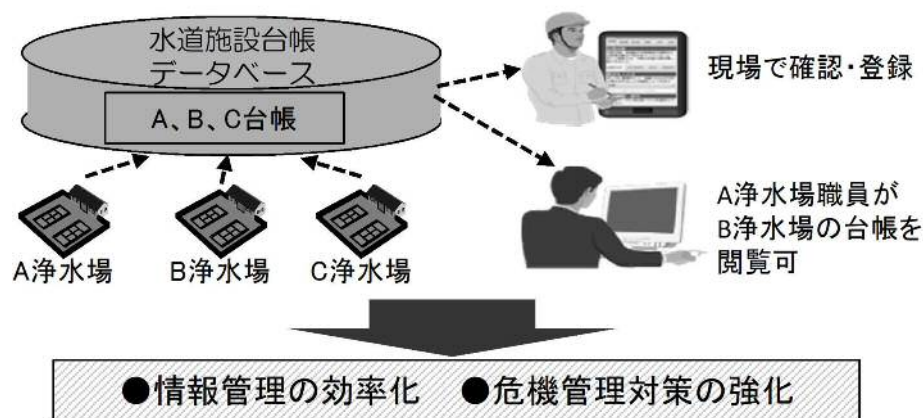 水道施設台帳
データベース
A、B、C台帳
A浄水場
B浄水場
C浄水場
現場で確認・登録
A浄水場職員が
B浄水場の台帳を
閲覧可
●情報管理の効率化 ●危機管理対策の強化